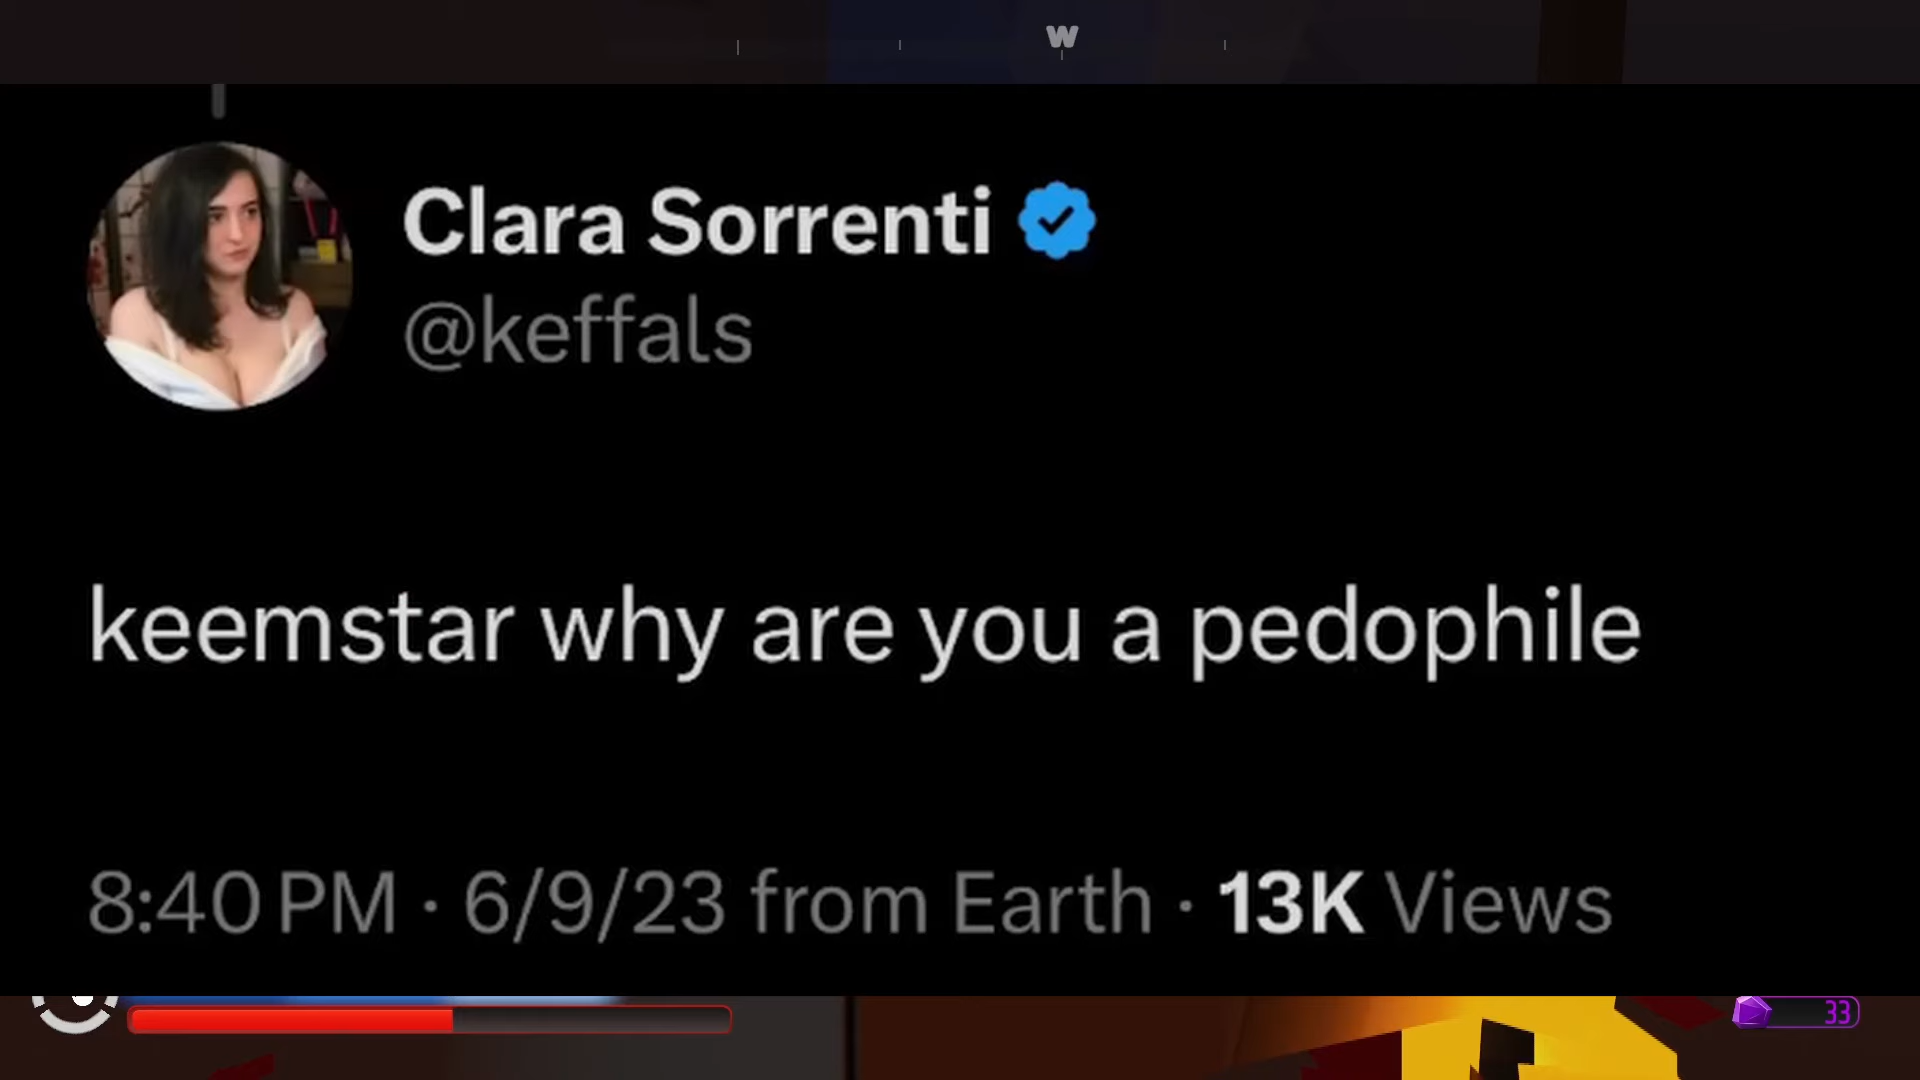 W
Clara Sorrenti
@keffals
keemstar why are you a pedophile
8:40 PM · 6/9/23 from Earth · 13K Views
33